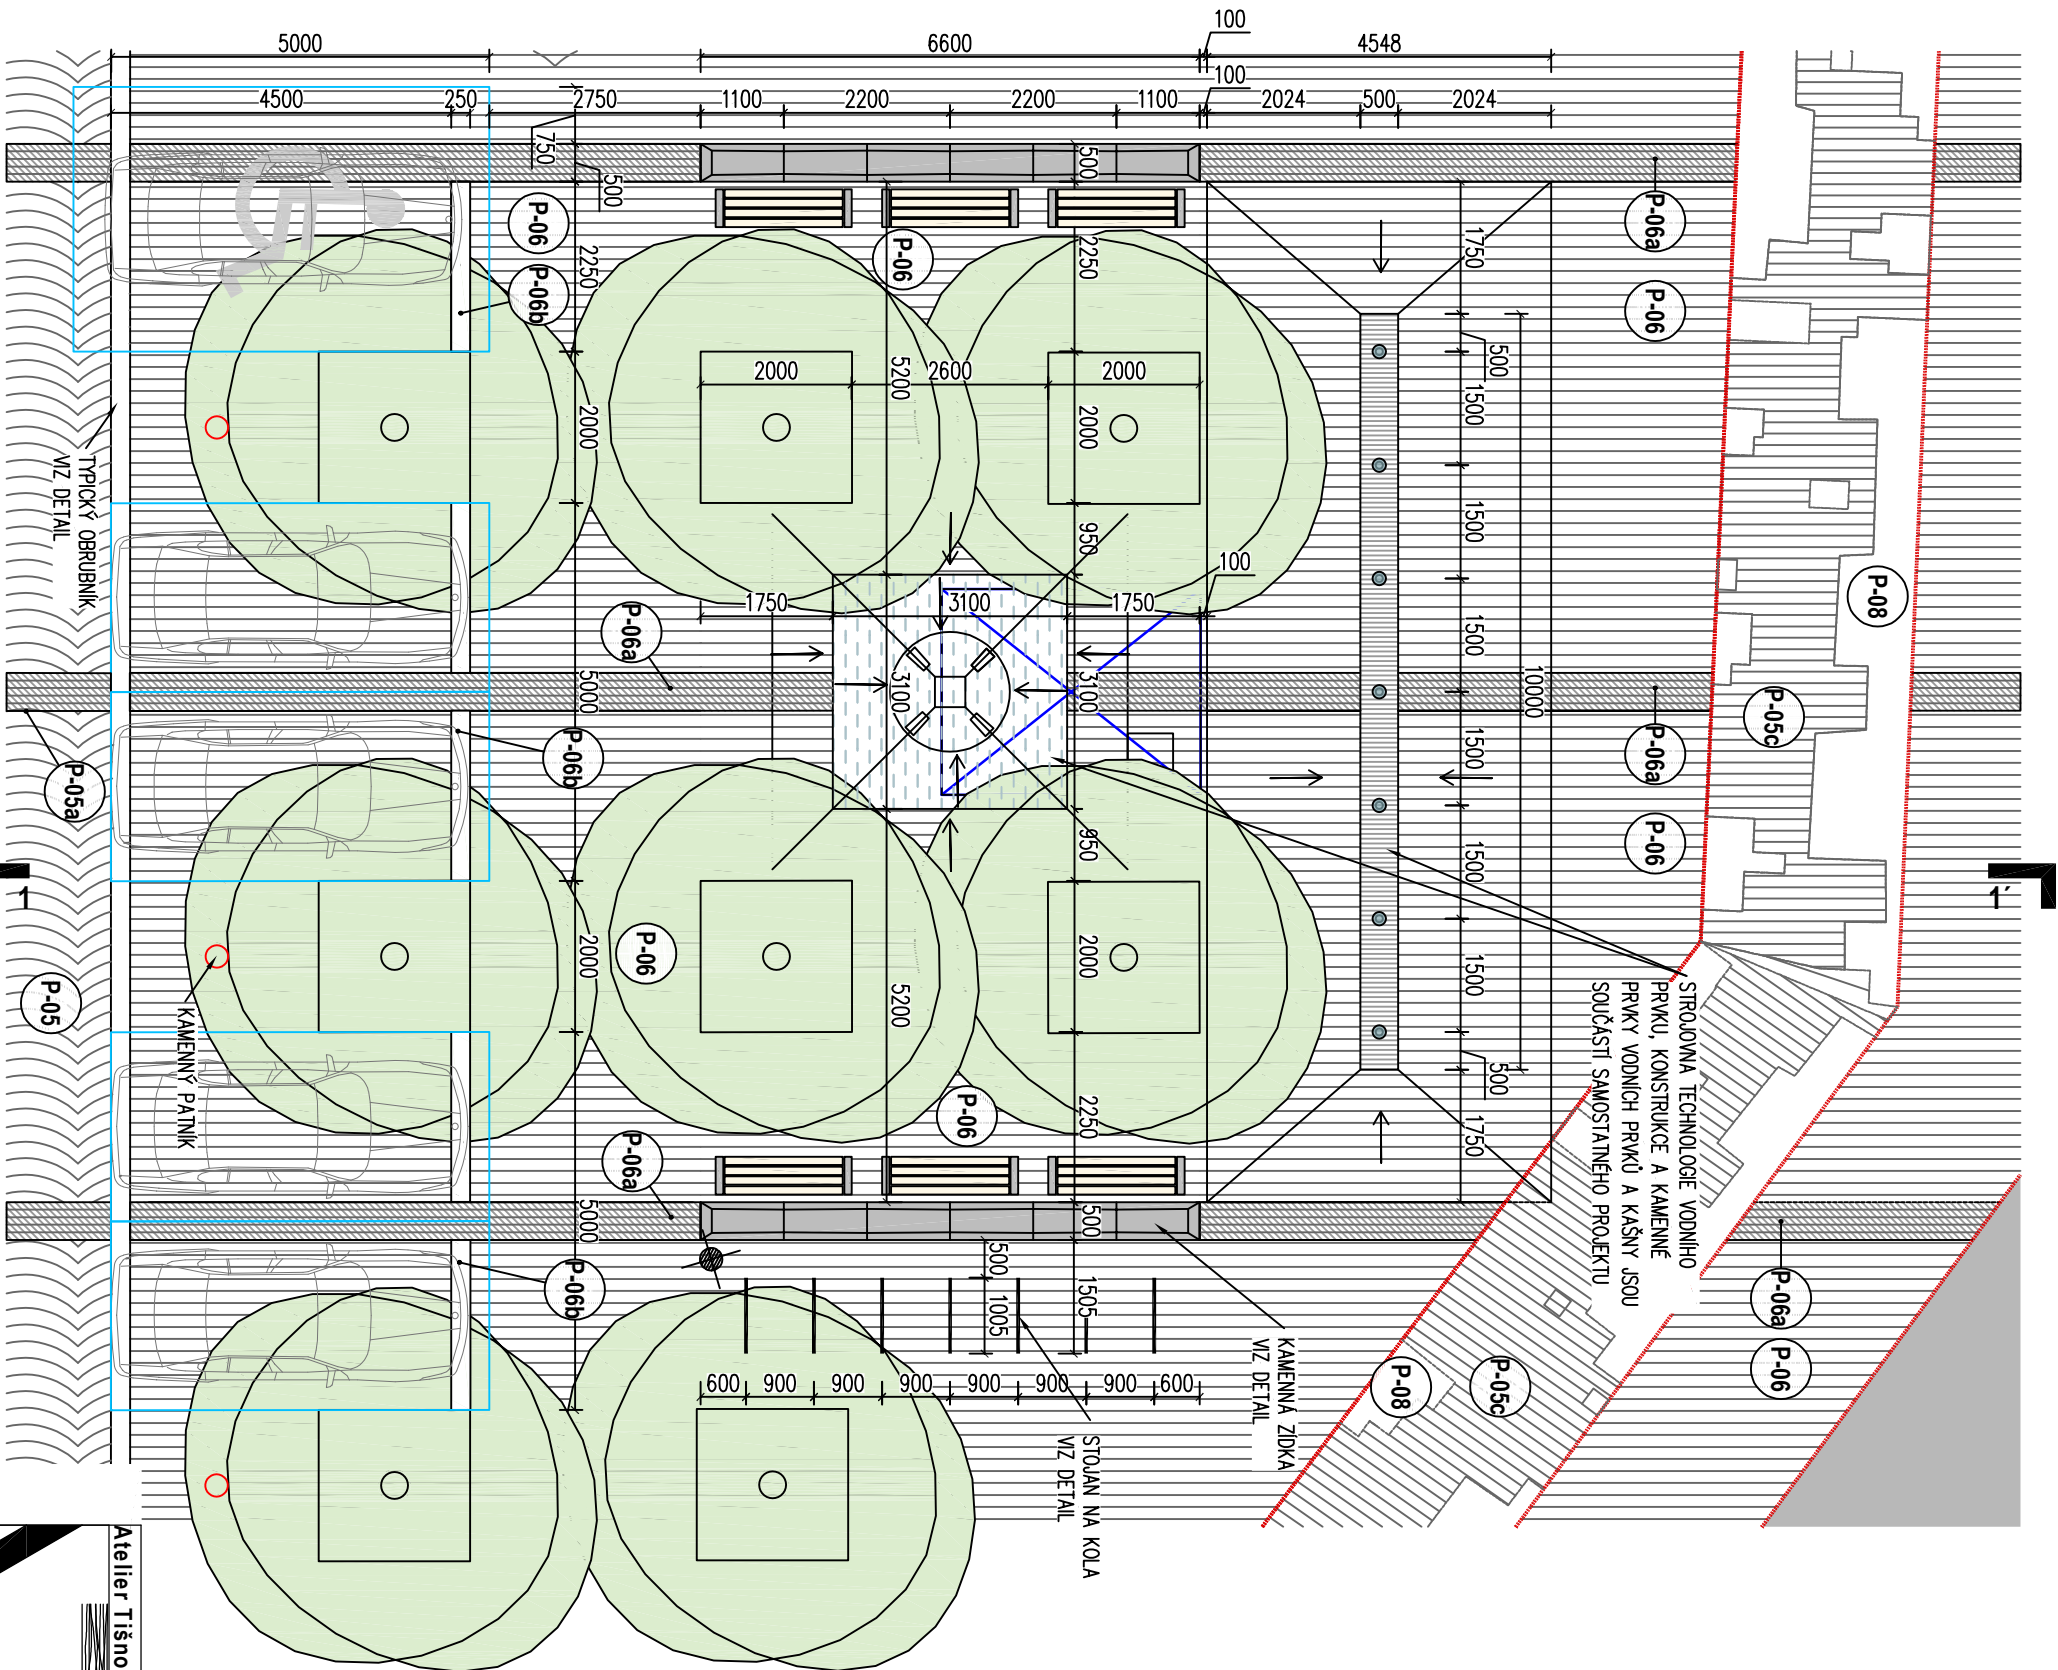 100
5000
6600
4548
100
4500
250
2750
1100
2200
2200
1100
2024
500
2024
750
500
500
P-06
P-06b
2250
P-06
2250
1750
P-06a
P-06
500
1500
2000
2600
2000
5200
2000
2000
TYPICKÝ OBRUBNÍK
VIZ DETAIL
950
100
1500
P-08
1750
3100
1750
P-06a
1500
5000
3100
3100
10000
P-06a
P-05c
P-05a
P-06b
1500
P-06
950
1500
1
1´
P-05
2000
P-06
5200
2000
1500
STROJOVNA TECHNOLOGIE VODNÍHO
PRVKU, KONSTRUKCE A KAMENNÉ
PRVKY VODNÍCH PRVKŮ A KAŠNY JSOU
SOUČÁSTÍ SAMOSTATNÉHO PROJEKTU
KAMENNÝ PATNÍK
500
P-06
2250
1750
P-06a
5000
500
P-06b
500
1005
1505
P-06a
P-06
KAMENNÁ ZÍDKA
VIZ DETAIL
P-08
P-05c
600
900
900
900
900
900
900
600
STOJAN NA KOLA
VIZ DETAIL
Atelier Tišno